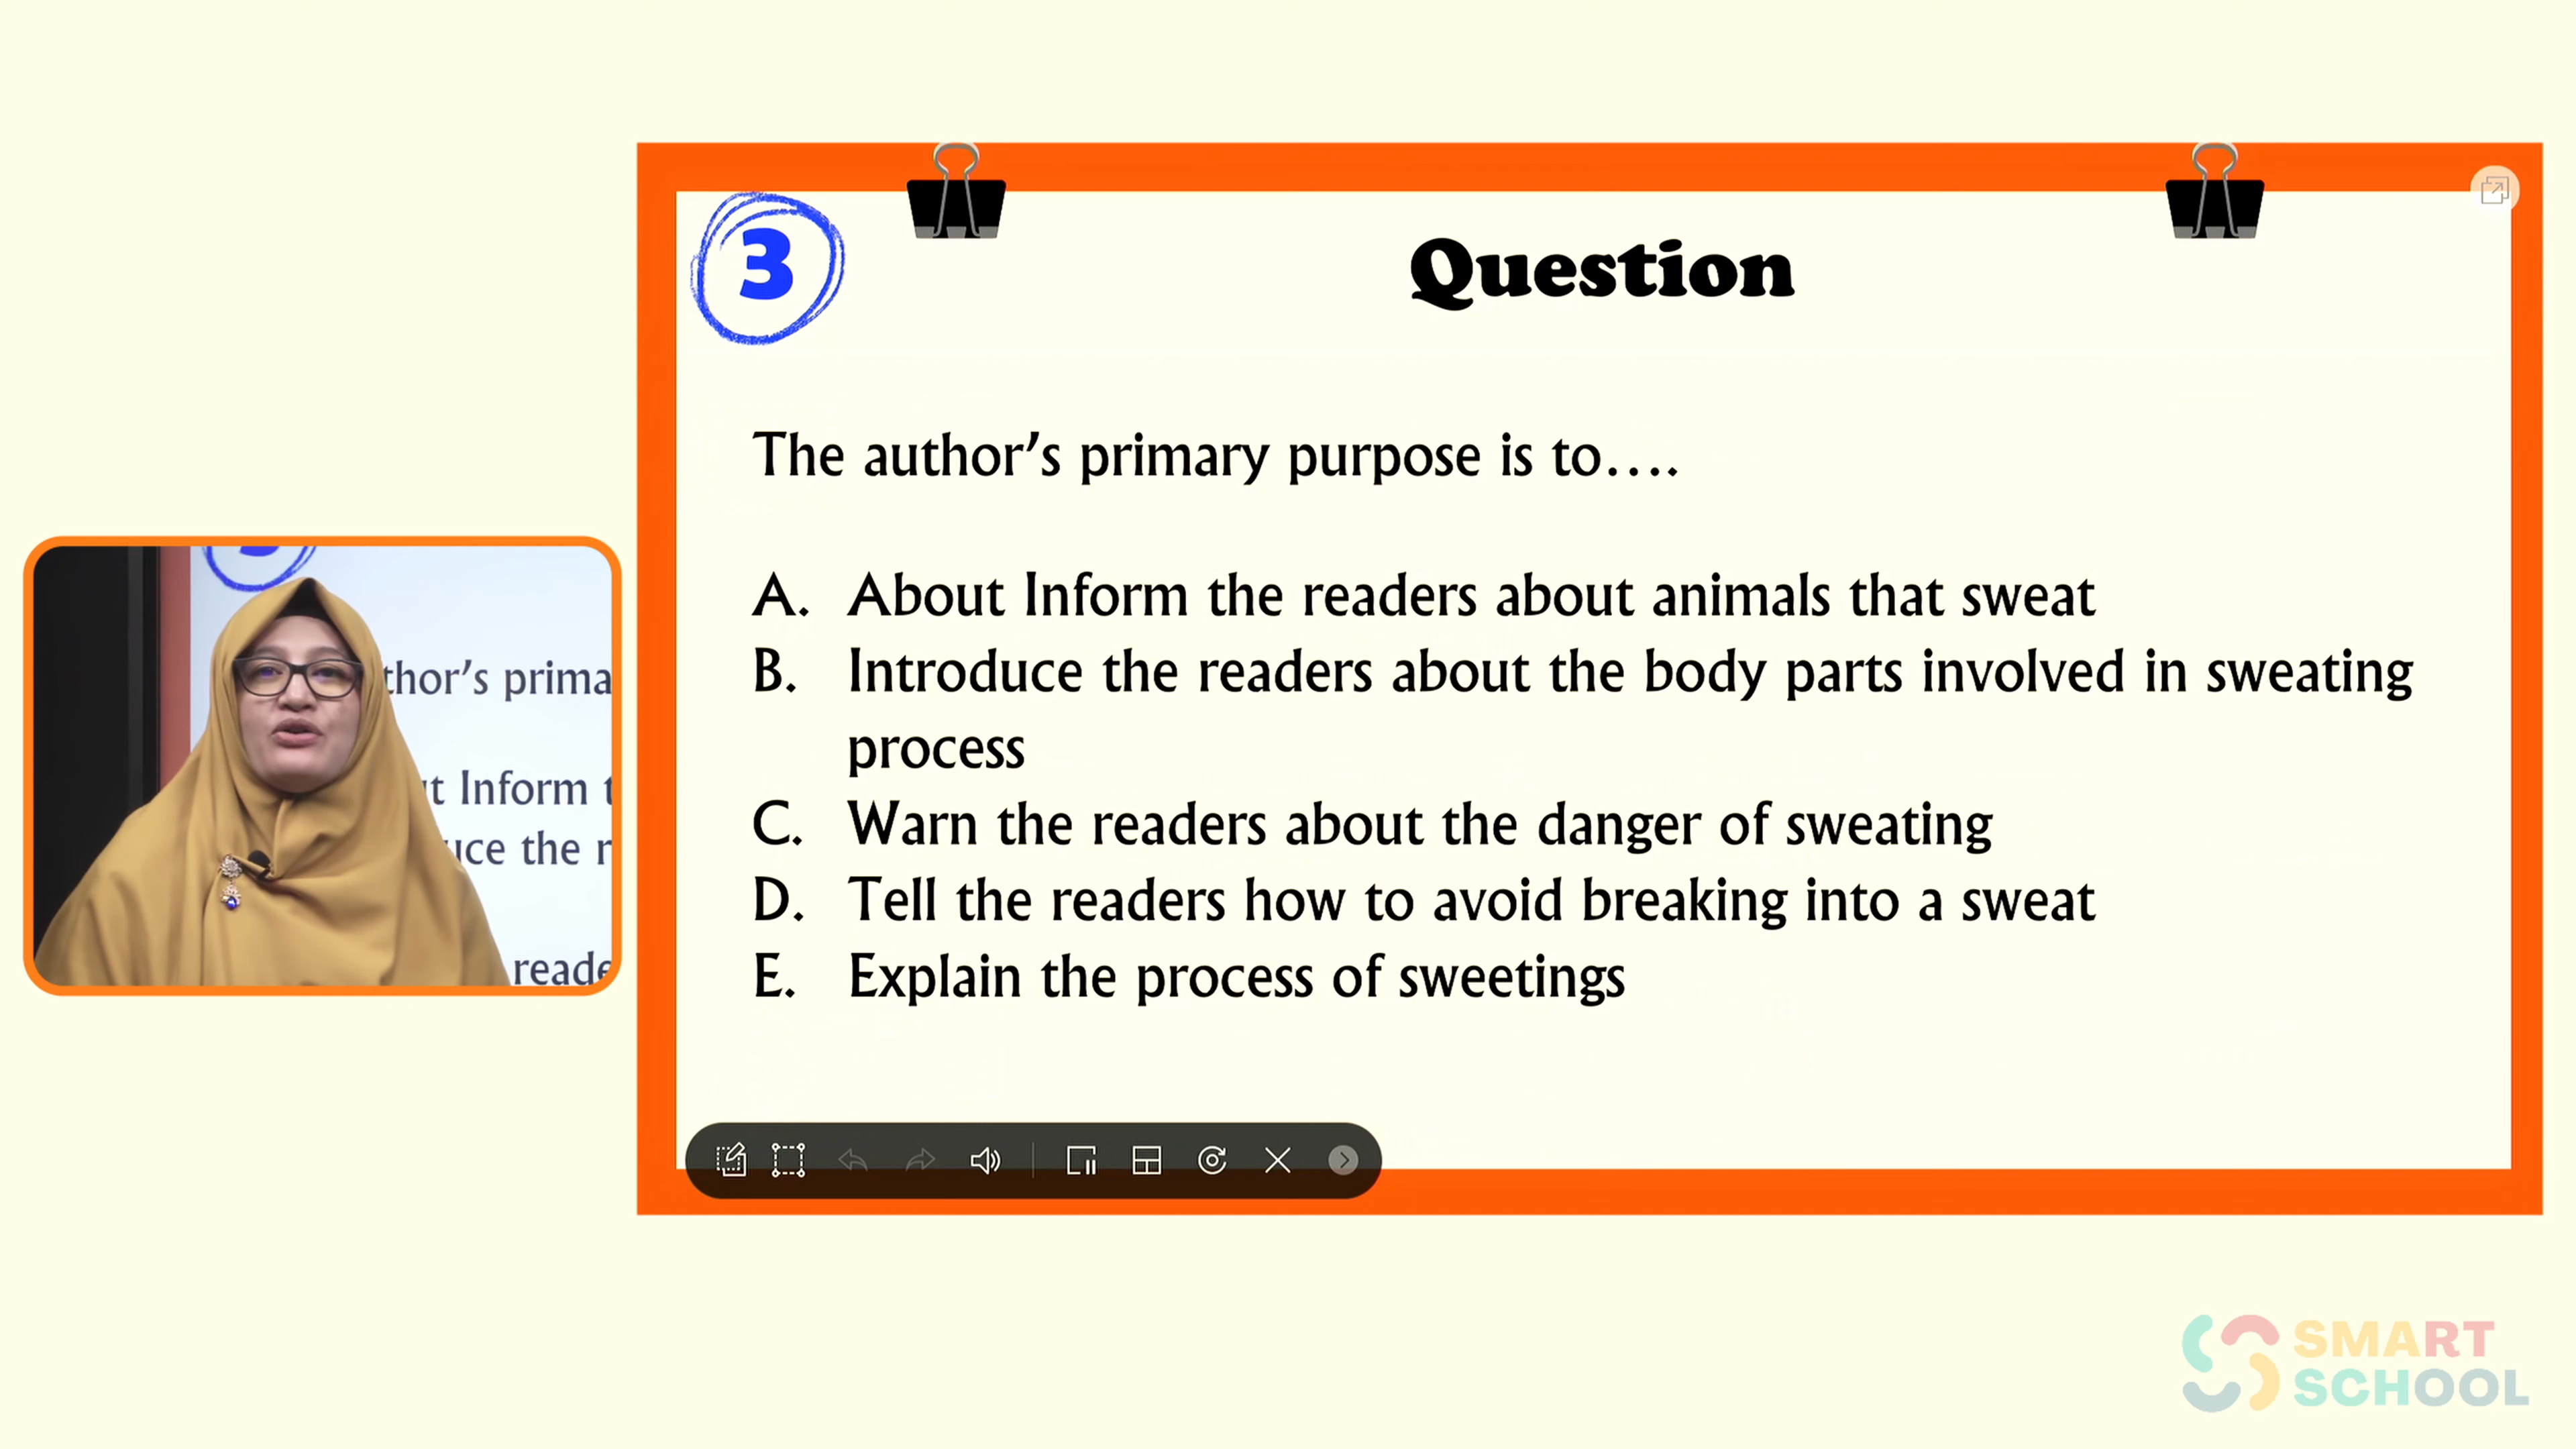 3
Question
The author's primary purpose is to....
A. About Inform the readers about animals that sweat
B. Introduce the readers about the body parts involved in sweating
process
C. Warn the readers about the danger of sweating
D. Tell the readers how to avoid breaking into a sweat
E. Explain the process of sweetings
thor's prima
t Inform t
uce the r
reade
SMART
SCHOOL